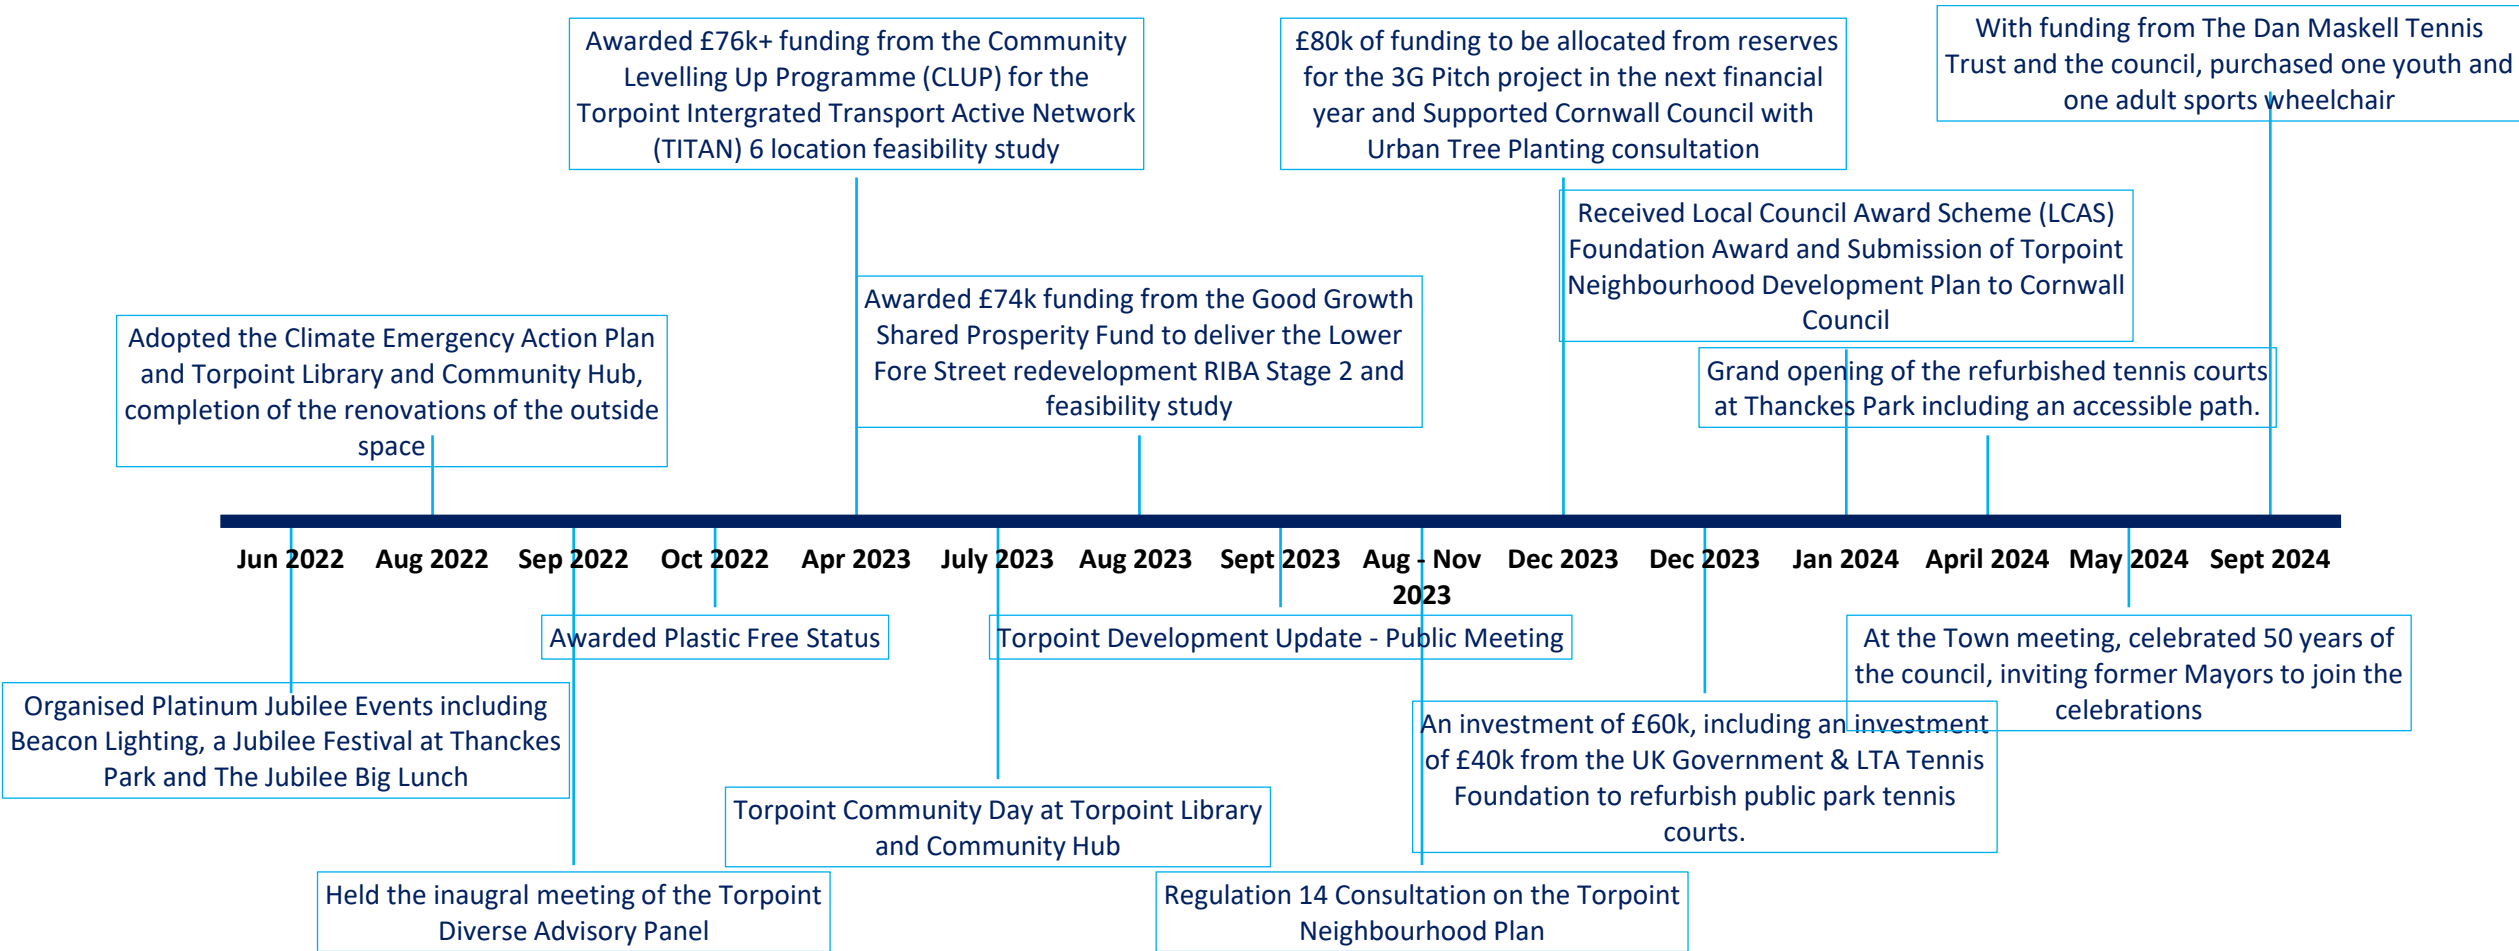 Awarded £76k+ funding from the Community
Levelling Up Programme (CLUP) for the
Torpoint Intergrated Transport Active Network
(TITAN) 6 location feasibility study
£80k of funding to be allocated from reserves
for the 3G Pitch project in the next financial
year and Supported Cornwall Council with
Urban Tree Planting consultation
With funding from The Dan Maskell Tennis
Trust and the council, purchased one youth and
one adult sports wheelchair
Received Local Council Award Scheme (LCAS)
Foundation Award and Submission of Torpoint
Neighbourhood Development Plan to Cornwall
Council
Awarded £74k funding from the Good Growth
Shared Prosperity Fund to deliver the Lower
Fore Street redevelopment RIBA Stage 2 and
feasibility study
Adopted the Climate Emergency Action Plan
and Torpoint Library and Community Hub,
completion of the renovations of the outside
space
Grand opening of the refurbished tennis courts
at Thanckes Park including an accessible path.
Jun 2022
Aug 2022
Sep 2022
Oct 2022
Apr 2023
July 2023
Aug 2023
Sept 2023
Aug - Nov
2023
Dec 2023
Dec 2023
Jan 2024
April 2024
May 2024
Sept 2024
Awarded Plastic Free Status
Torpoint Development Update - Public Meeting
At the Town meeting, celebrated 50 years of
the council, inviting former Mayors to join the
celebrations
Organised Platinum Jubilee Events including
Beacon Lighting, a Jubilee Festival at Thanckes
Park and The Jubilee Big Lunch
An investment of £60k, including an investment
of £40k from the UK Government & LTA Tennis
Foundation to refurbish public park tennis
courts.
Torpoint Community Day at Torpoint Library
and Community Hub
Held the inaugral meeting of the Torpoint
Diverse Advisory Panel
Regulation 14 Consultation on the Torpoint
Neighbourhood Plan